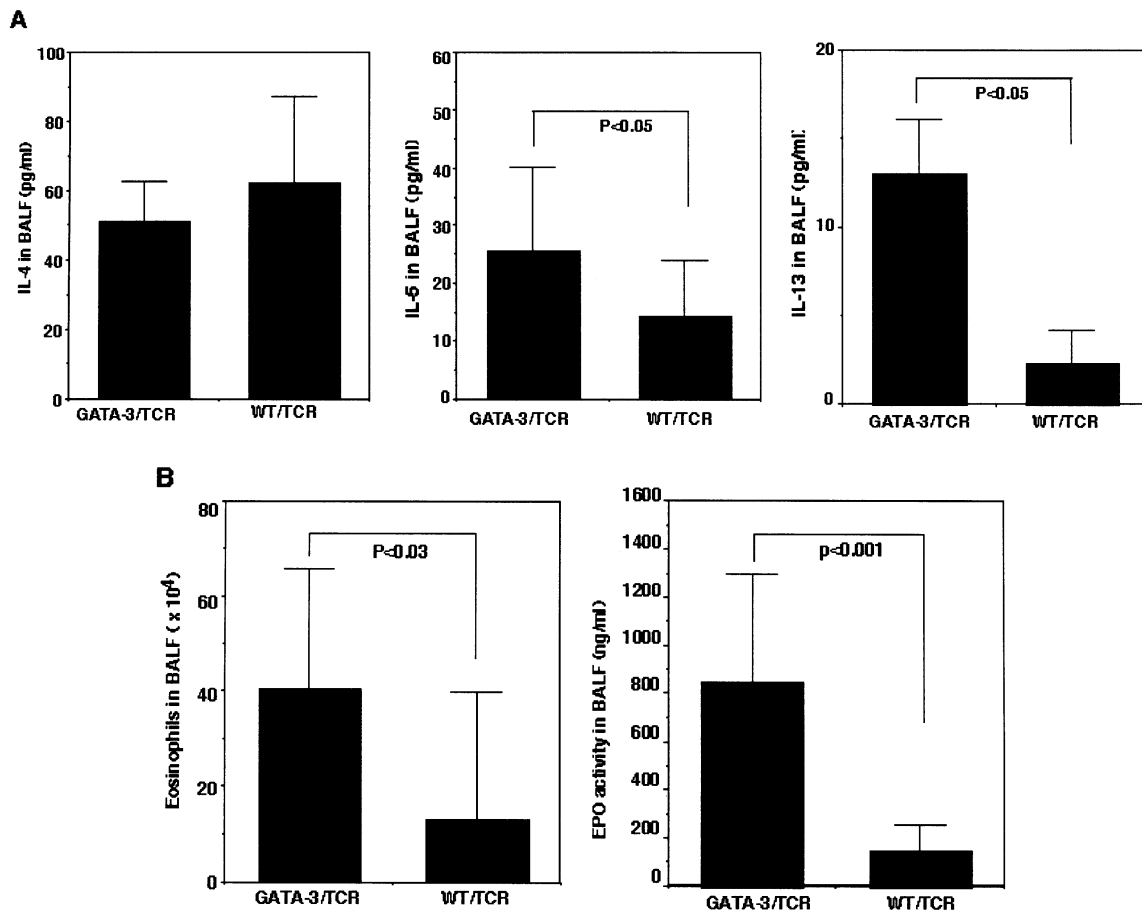 A
IL-4 in BALF (pg/ml)
100
80
60
40
20
0
GATA-3/TCR
WT/TCR
IL-5 in BALF (pg/ml)
60
50
40
30
20
10
0
P<0.05
GATA-3/TCR
WT/TCR
IL-13 in BALF (pg/ml)
20
10
0
P<0.05
GATA-3/TCR
WT/TCR
B
Eosinophils in BALF (x 10⁴)
80
60
40
20
0
P<0.03
GATA-3/TCR
WT/TCR
EPO activity in BALF (ng/ml)
1600
1400
1200
1000
800
600
400
200
0
p<0.001
GATA-3/TCR
WT/TCR